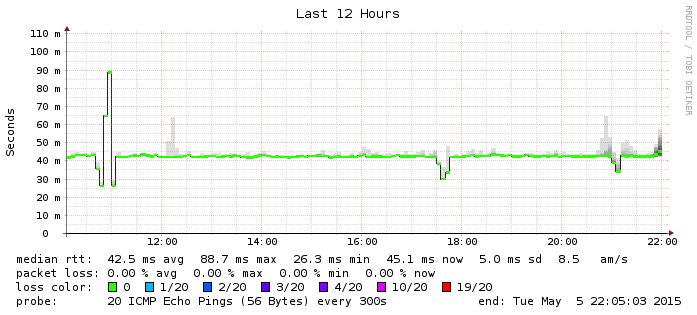 Last 12 Hours
RRDTOOL / TOBI OETIKER
Seconds
110 m
100 m
90 m
80 m
70 m
60 m
50 m
40 m
30 m
20 m
10 m
0
12:00 14:00 16:00 18:00 20:00 22:00
median rtt: 42.5 ms avg 88.7 ms max 26.3 ms min 45.1 ms now 5.0 ms sd 8.5 am/s
packet loss: 0.00 % avg 0.00 % max 0.00 % min 0.00 % now
loss color: 0 1/20 2/20 3/20 4/20 10/20 19/20
probe: 20 ICMP Echo Pings (56 Bytes) every 300s end: Tue May 5 22:05:03 2015